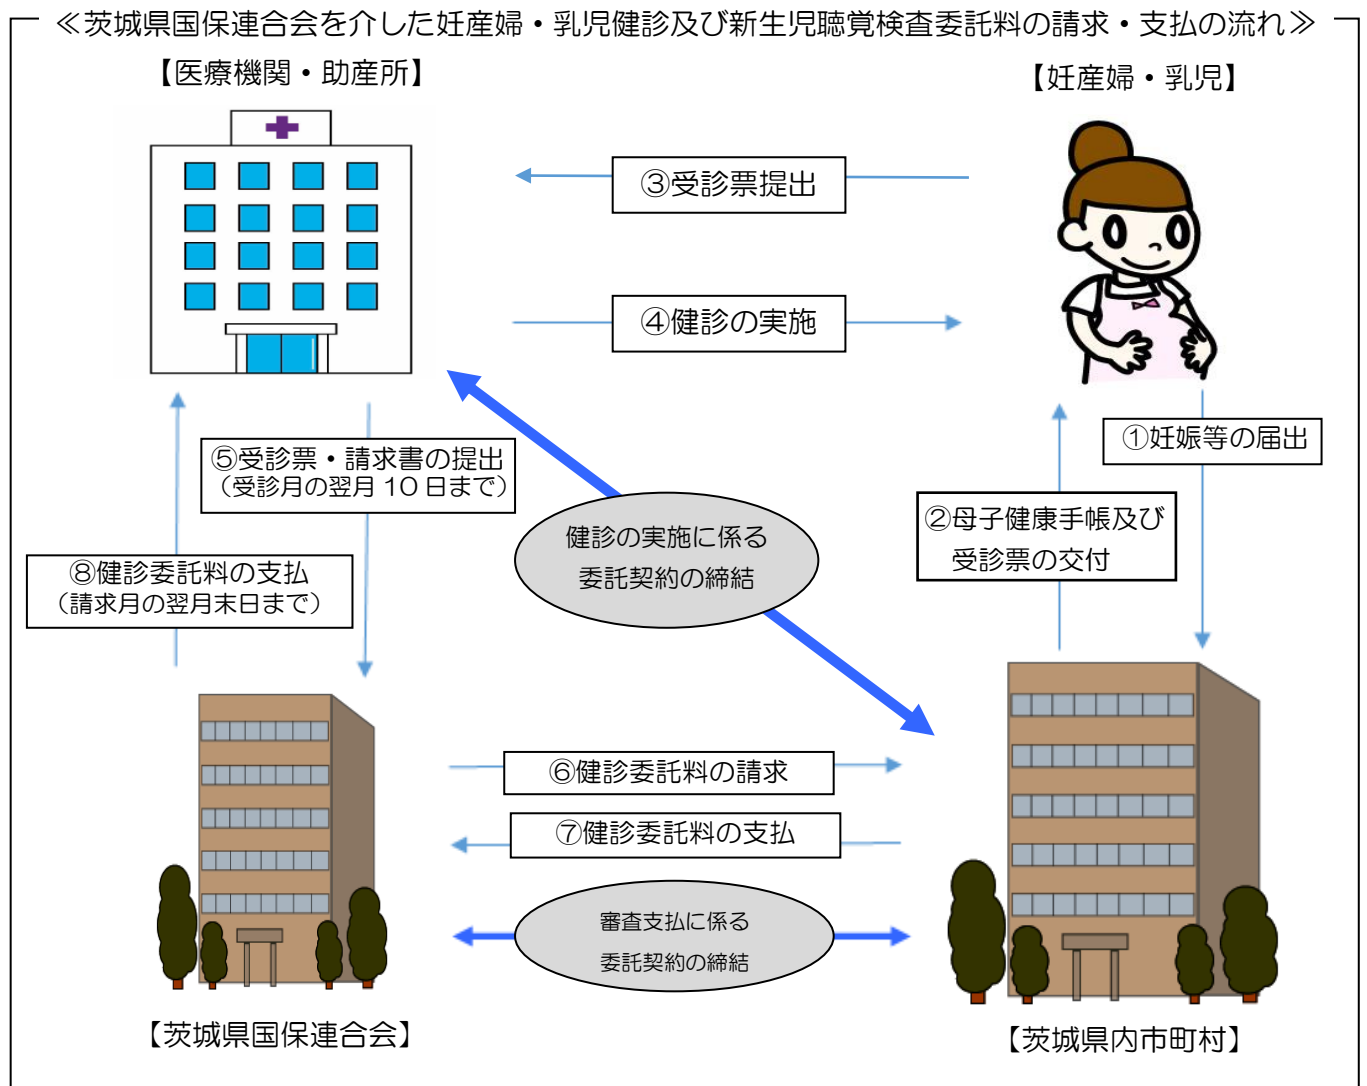 ≪茨城県国保連合会を介した妊産婦・乳児健診及び新生児聴覚検査委託料の請求・支払の流れ≫
【医療機関・助産所】
【妊産婦・乳児】
③受診票提出
④健診の実施
①妊娠等の届出
⑤受診票・請求書の提出
（受診月の翌月10日まで）
②母子健康手帳及び
受診票の交付
健診の実施に係る
委託契約の締結
⑧健診委託料の支払
（請求月の翌月末日まで）
⑥健診委託料の請求
⑦健診委託料の支払
審査支払に係る
委託契約の締結
【茨城県国保連合会】
【茨城県内市町村】